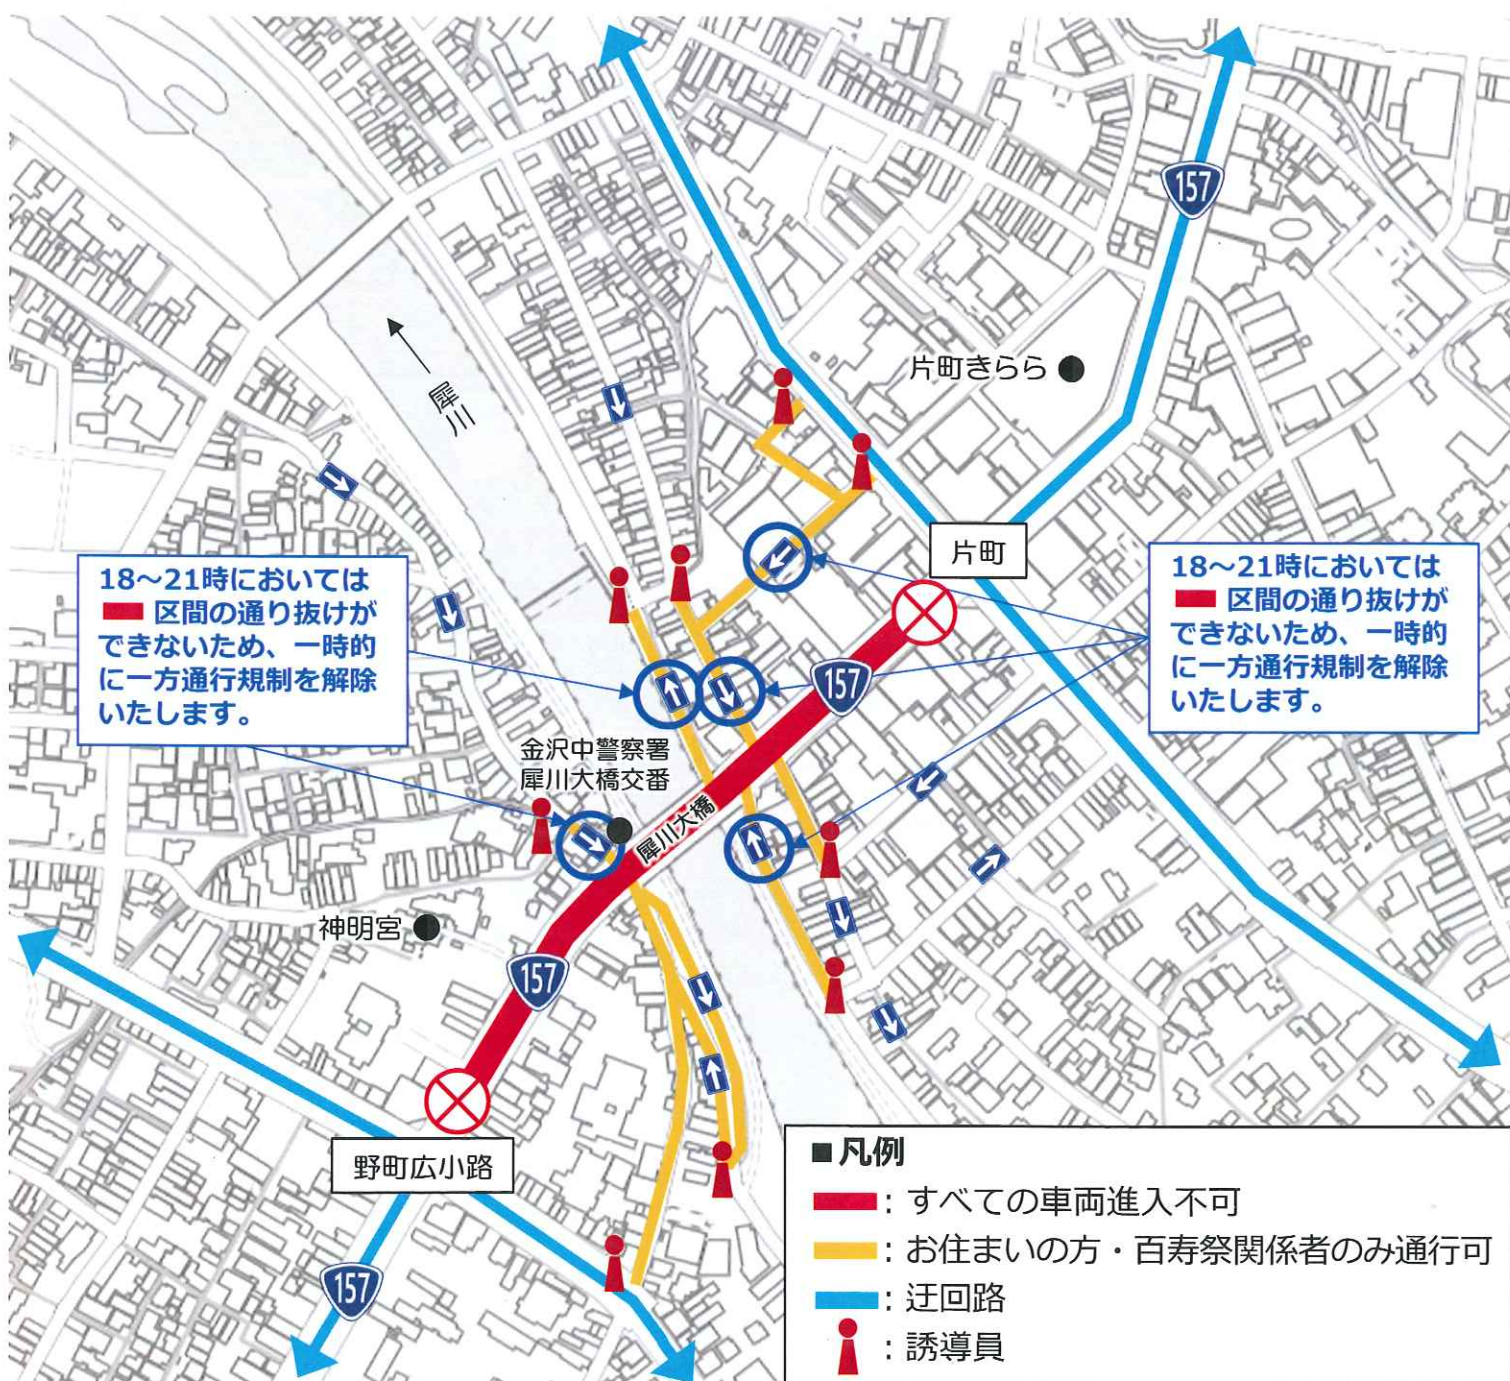 157
片町きらら
犀川
片町
18～21時においては
区間の通り抜けが
できないため、一時的
に一方通行規制を解除
いたします。
18～21時においては
区間の通り抜けが
できないため、一時的
に一方通行規制を解除
いたします。
157
金沢中警察署
犀川大橋交番
犀川大橋
神明宮
157
野町広小路
157
■凡例
：すべての車両進入不可
：お住まいの方・百寿祭関係者のみ通行可
：迂回路
：誘導員